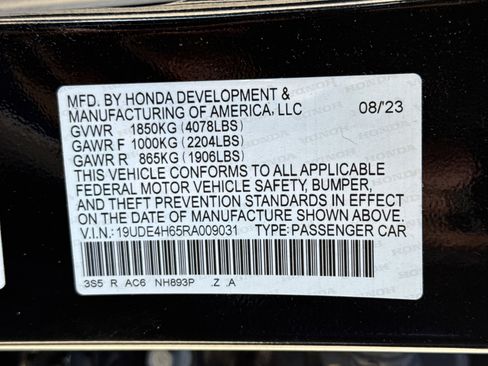 MFD. BY HONDA DEVELOPMENT &
MANUFACTURING OF AMERICA, LLC 08/'23
GVWR 1850KG (4078LBS)
GAWR F 1000KG (2204LBS)
GAWR R 865KG (1906LBS)
THIS VEHICLE CONFORMS TO ALL APPLICABLE
FEDERAL MOTOR VEHICLE SAFETY, BUMPER,
AND THEFT PREVENTION STANDARDS IN EFFECT
ON THE DATE OF MANUFACTURE SHOWN ABOVE.
V.I.N.: 19UDE4H65RA009031 TYPE: PASSENGER CAR
3S5 R AC6 NH893P .Z .A